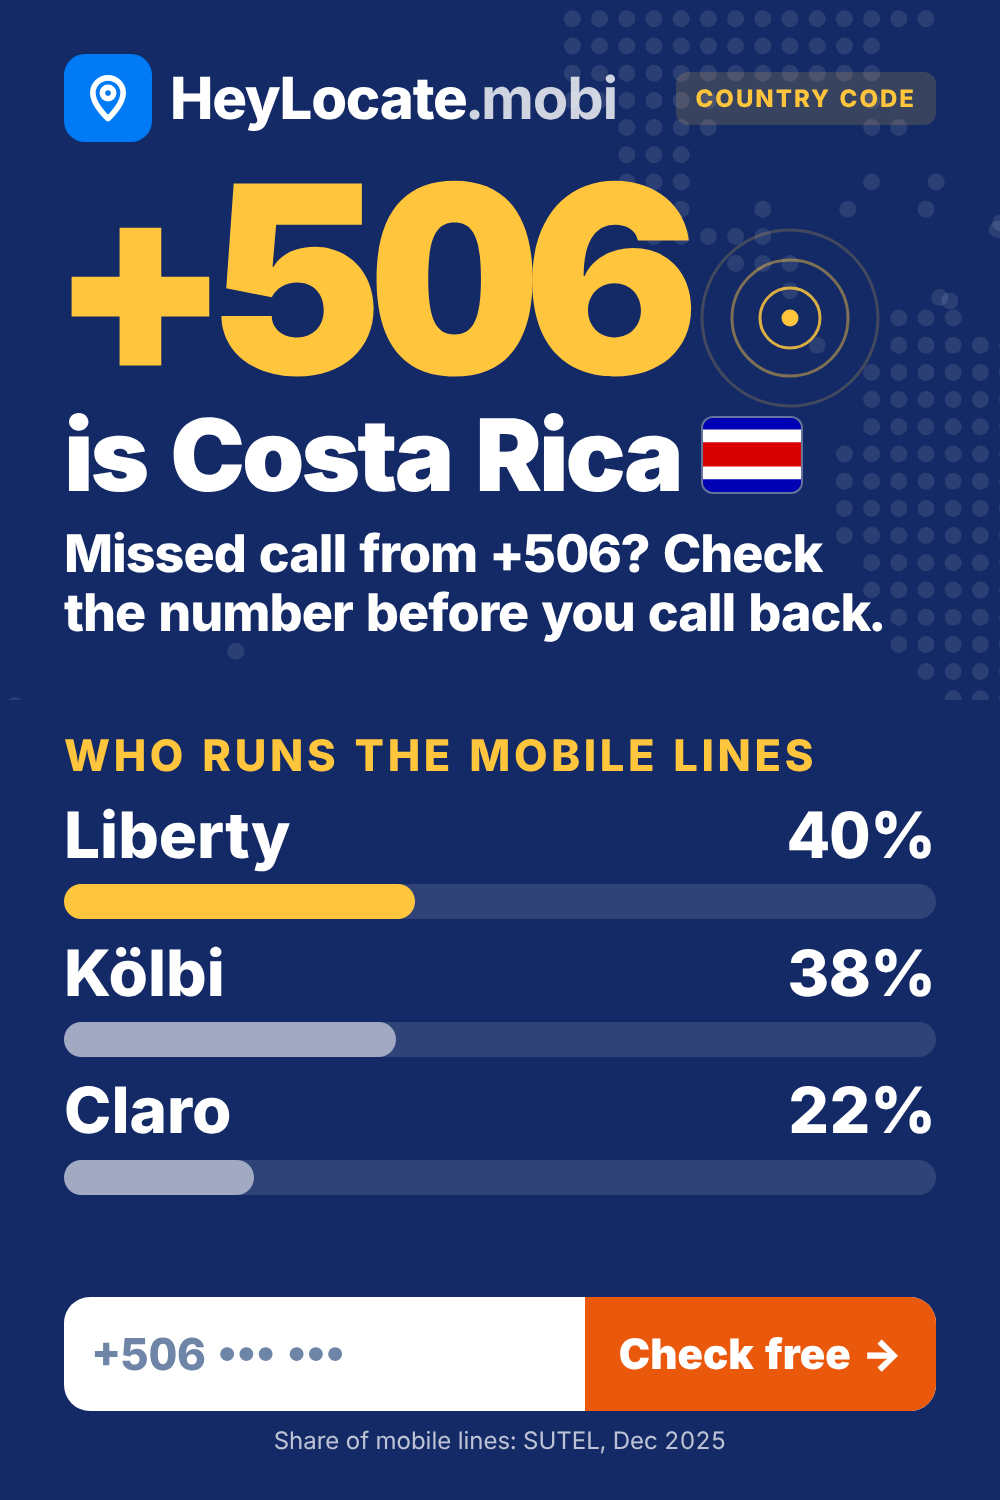 HeyLocate.mobi
COUNTRY CODE
+506
is Costa Rica
Missed call from +506? Check
the number before you call back.
WHO RUNS THE MOBILE LINES
Liberty 40%
Kölbi 38%
Claro 22%
+506 ••• •••
Check free →
Share of mobile lines: SUTEL, Dec 2025